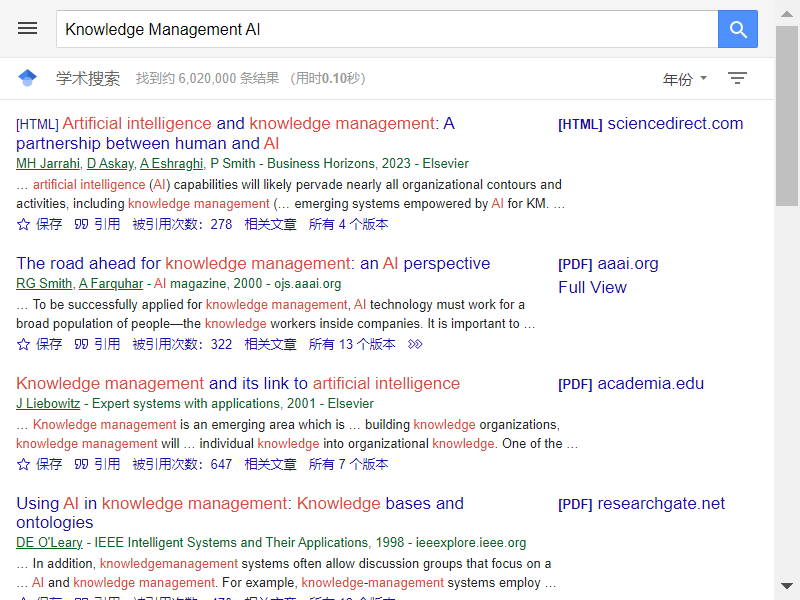 Knowledge Management AI
学术搜索 找到约 6,020,000 条结果 （用时0.10秒） 年份
[HTML] Artificial intelligence and knowledge management: A
partnership between human and AI
[HTML] sciencedirect.com
MH Jarrahi, D Askay, A Eshraghi, P Smith - Business Horizons, 2023 - Elsevier
… artificial intelligence (AI) capabilities will likely pervade nearly all organizational contours and
activities, including knowledge management (… emerging systems empowered by AI for KM. …
保存 引用 被引用次数：278 相关文章 所有 4 个版本
The road ahead for knowledge management: an AI perspective
[PDF] aaai.org
Full View
RG Smith, A Farquhar - AI magazine, 2000 - ojs.aaai.org
… To be successfully applied for knowledge management, AI technology must work for a
broad population of people—the knowledge workers inside companies. It is important to …
保存 引用 被引用次数：322 相关文章 所有 13 个版本
Knowledge management and its link to artificial intelligence
[PDF] academia.edu
J Liebowitz - Expert systems with applications, 2001 - Elsevier
… Knowledge management is an emerging area which is … building knowledge organizations,
knowledge management will … individual knowledge into organizational knowledge. One of the …
保存 引用 被引用次数：647 相关文章 所有 7 个版本
Using AI in knowledge management: Knowledge bases and
ontologies
[PDF] researchgate.net
DE O'Leary - IEEE Intelligent Systems and Their Applications, 1998 - ieeexplore.ieee.org
… In addition, knowledgemanagement systems often allow discussion groups that focus on a
… AI and knowledge management. For example, knowledge-management systems employ …